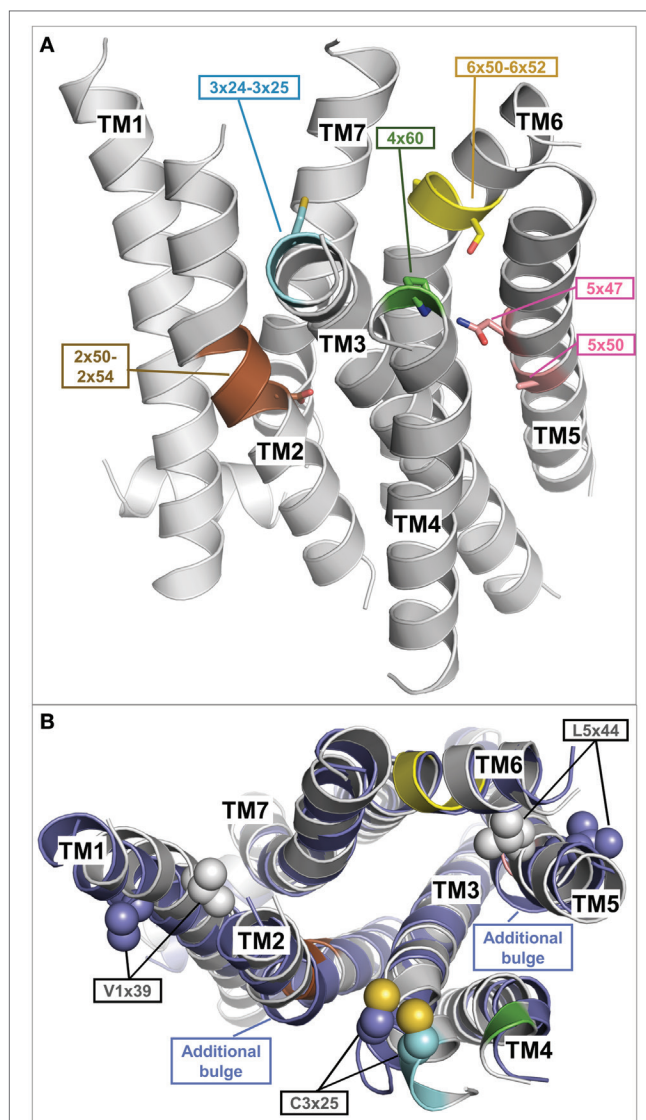 A
TM1
3x24-3x25
TM7
6x50-6x52
TM6
4x60
5x47
TM3
2x50-
2x54
5x50
TM2
TM5
TM4
B
L5x44
TM6
TM7
TM1
TM3
TM5
TM2
Additional
bulge
V1x39
Additional
bulge
TM4
C3x25